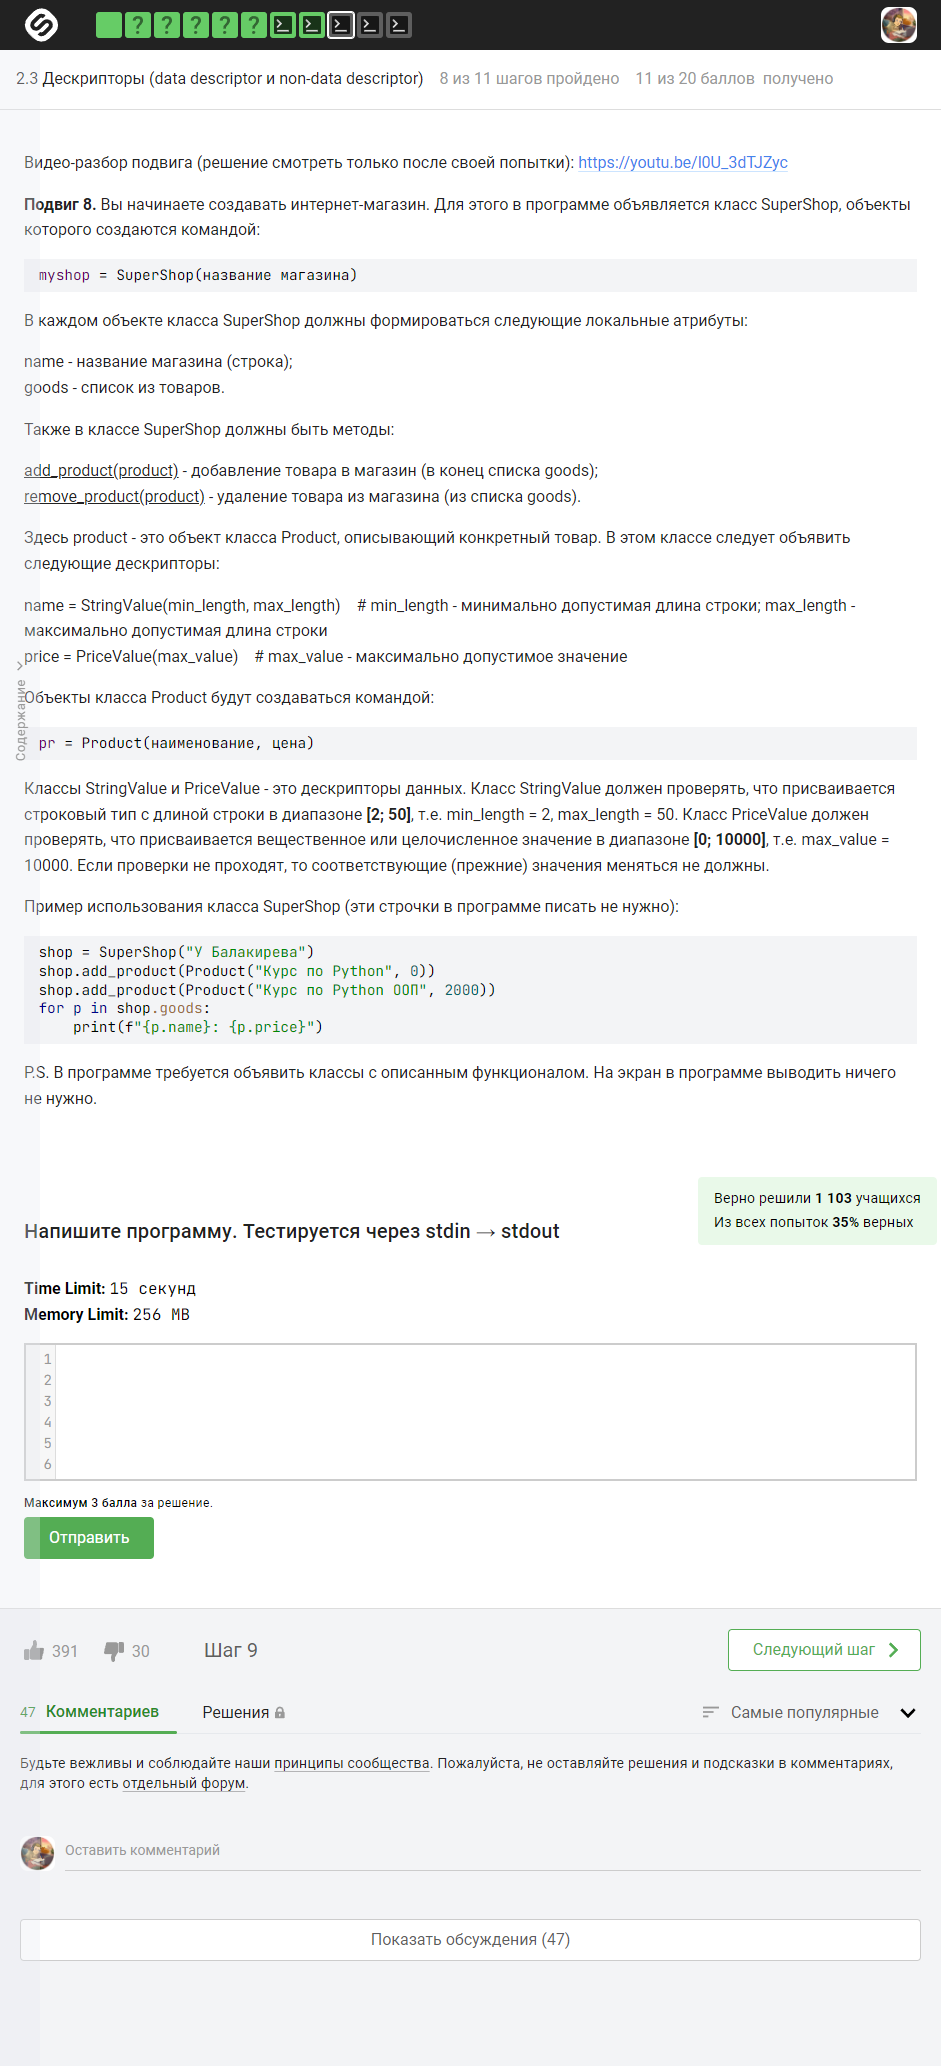 2.3 Дескрипторы (data descriptor и non-data descriptor) 8 из 11 шагов пройдено 11 из 20 баллов получено
Видео-разбор подвига (решение смотреть только после своей попытки): https://youtu.be/I0U_3dTJZyc
Подвиг 8. Вы начинаете создавать интернет-магазин. Для этого в программе объявляется класс SuperShop, объекты
которого создаются командой:
myshop = SuperShop(название магазина)
В каждом объекте класса SuperShop должны формироваться следующие локальные атрибуты:
name - название магазина (строка);
goods - список из товаров.
Также в классе SuperShop должны быть методы:
add_product(product) - добавление товара в магазин (в конец списка goods);
remove_product(product) - удаление товара из магазина (из списка goods).
Здесь product - это объект класса Product, описывающий конкретный товар. В этом классе следует объявить
следующие дескрипторы:
name = StringValue(min_length, max_length) # min_length - минимально допустимая длина строки; max_length -
максимально допустимая длина строки
price = PriceValue(max_value) # max_value - максимально допустимое значение
Содержание
Объекты класса Product будут создаваться командой:
pr = Product(наименование, цена)
Классы StringValue и PriceValue - это дескрипторы данных. Класс StringValue должен проверять, что присваивается
строковый тип с длиной строки в диапазоне [2; 50], т.е. min_length = 2, max_length = 50. Класс PriceValue должен
проверять, что присваивается вещественное или целочисленное значение в диапазоне [0; 10000], т.е. max_value =
10000. Если проверки не проходят, то соответствующие (прежние) значения меняться не должны.
Пример использования класса SuperShop (эти строчки в программе писать не нужно):
shop = SuperShop("У Балакирева")
shop.add_product(Product("Курс по Python", 0))
shop.add_product(Product("Курс по Python ООП", 2000))
for p in shop.goods:
    print(f"{p.name}: {p.price}")
P.S. В программе требуется объявить классы с описанным функционалом. На экран в программе выводить ничего
не нужно.
Верно решили 1 103 учащихся
Из всех попыток 35% верных
Напишите программу. Тестируется через stdin → stdout
Time Limit: 15 секунд
Memory Limit: 256 MB
1
2
3
4
5
6
Максимум 3 балла за решение.
Отправить
391 30 Шаг 9 Следующий шаг
47 Комментариев Решения Самые популярные
Будьте вежливы и соблюдайте наши принципы сообщества. Пожалуйста, не оставляйте решения и подсказки в комментариях,
для этого есть отдельный форум.
Оставить комментарий
Показать обсуждения (47)